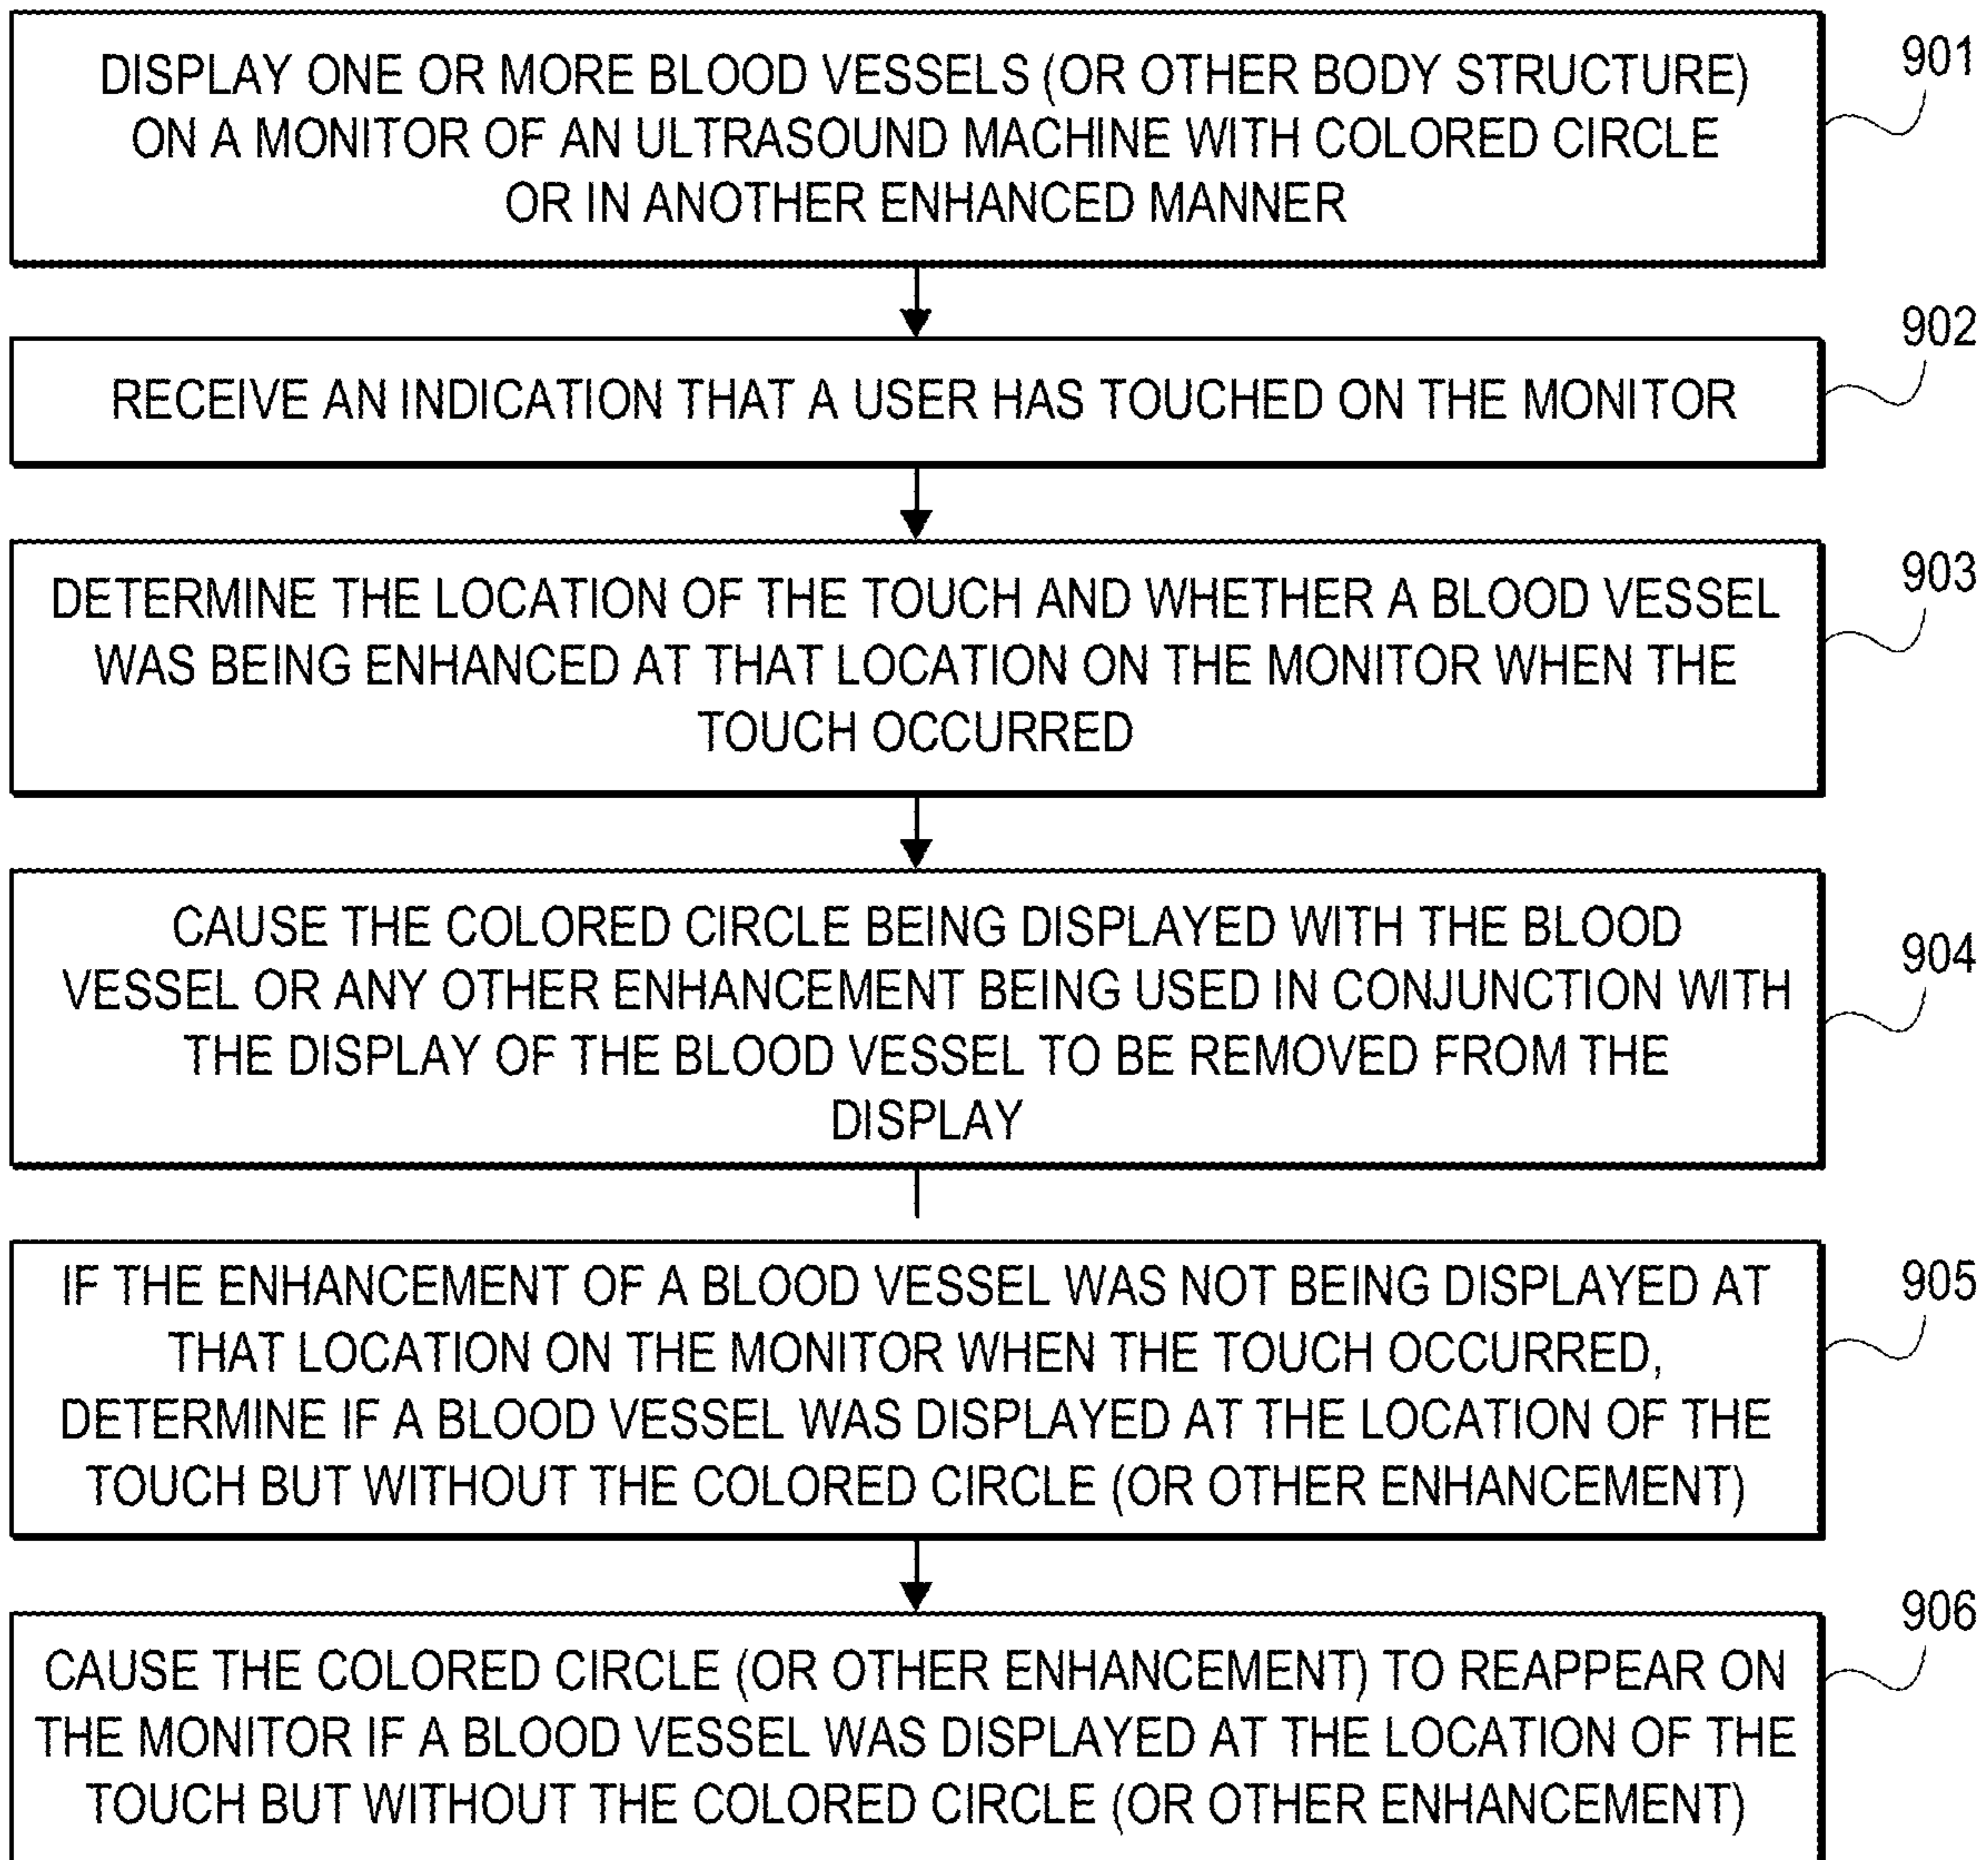 DISPLAY ONE OR MORE BLOOD VESSELS (OR OTHER BODY STRUCTURE)
ON A MONITOR OF AN ULTRASOUND MACHINE WITH COLORED CIRCLE
OR IN ANOTHER ENHANCED MANNER
901
RECEIVE AN INDICATION THAT A USER HAS TOUCHED ON THE MONITOR
902
DETERMINE THE LOCATION OF THE TOUCH AND WHETHER A BLOOD VESSEL
WAS BEING ENHANCED AT THAT LOCATION ON THE MONITOR WHEN THE
TOUCH OCCURRED
903
CAUSE THE COLORED CIRCLE BEING DISPLAYED WITH THE BLOOD
VESSEL OR ANY OTHER ENHANCEMENT BEING USED IN CONJUNCTION WITH
THE DISPLAY OF THE BLOOD VESSEL TO BE REMOVED FROM THE
DISPLAY
904
IF THE ENHANCEMENT OF A BLOOD VESSEL WAS NOT BEING DISPLAYED AT
THAT LOCATION ON THE MONITOR WHEN THE TOUCH OCCURRED,
DETERMINE IF A BLOOD VESSEL WAS DISPLAYED AT THE LOCATION OF THE
TOUCH BUT WITHOUT THE COLORED CIRCLE (OR OTHER ENHANCEMENT)
905
CAUSE THE COLORED CIRCLE (OR OTHER ENHANCEMENT) TO REAPPEAR ON
THE MONITOR IF A BLOOD VESSEL WAS DISPLAYED AT THE LOCATION OF THE
TOUCH BUT WITHOUT THE COLORED CIRCLE (OR OTHER ENHANCEMENT)
906